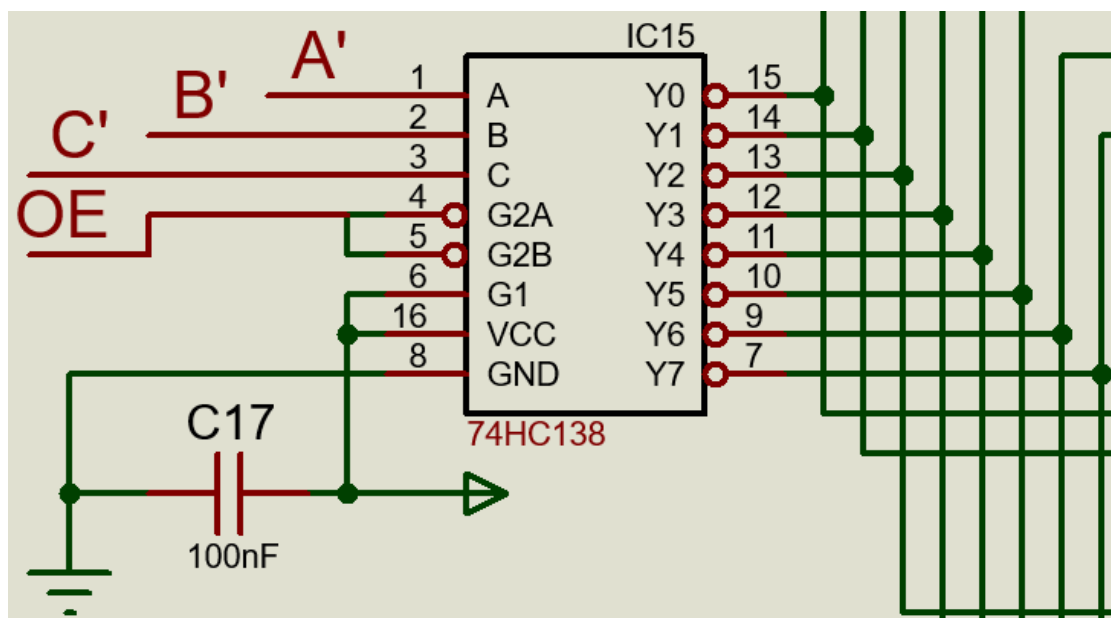 IC15
A'
B'
C'
OE
1 A Y0 15
2 B Y1 14
3 C Y2 13
4 G2A Y3 12
5 G2B Y4 11
6 G1 Y5 10
16 VCC Y6 9
8 GND Y7 7
74HC138
C17
100nF